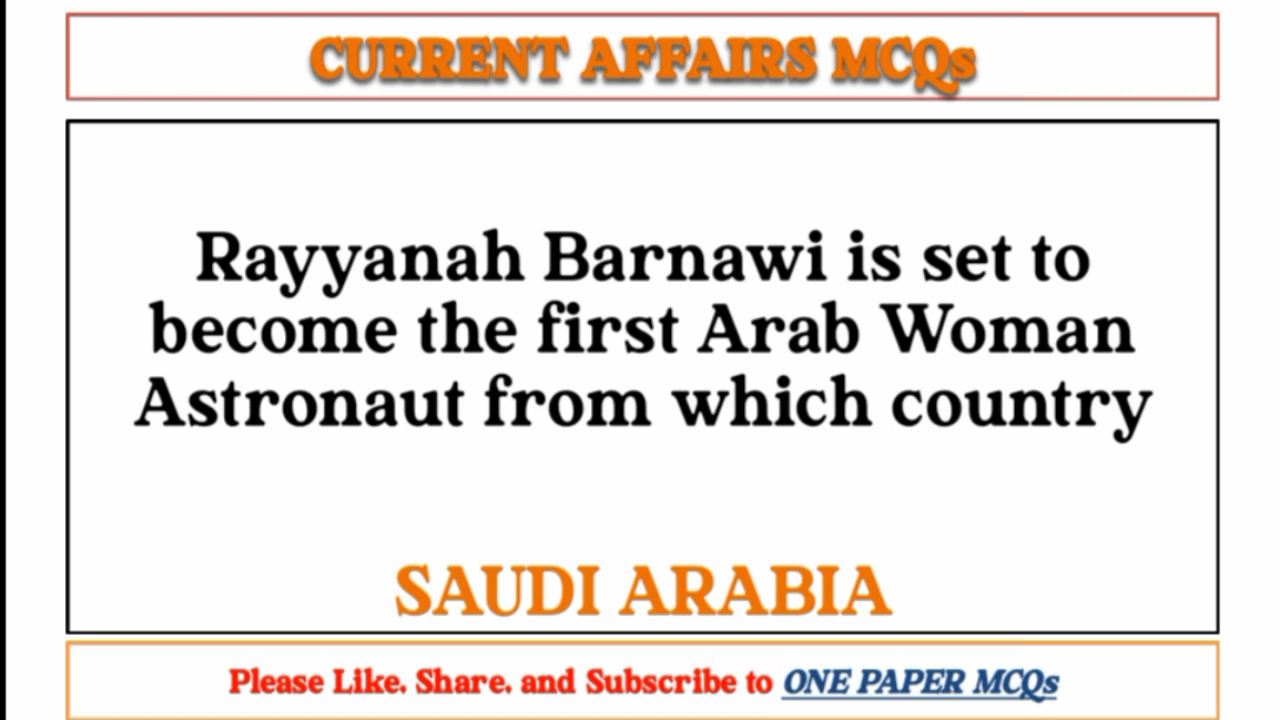 CURRENT AFFAIRS MCQs
Rayyanah Barnawi is set to
become the first Arab Woman
Astronaut from which country
SAUDI ARABIA
Please Like. Share. and Subscribe to ONE PAPER MCQs